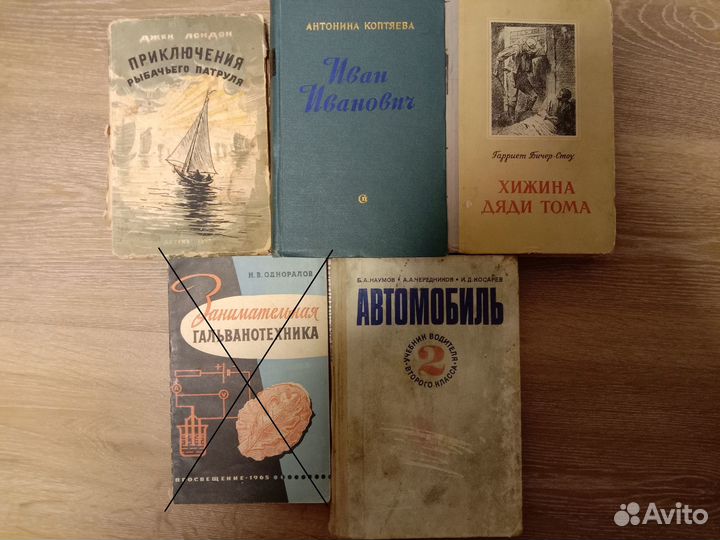 ДЖЕК ЛОНДОН
ПРИКЛЮЧЕНИЯ
РЫБАЧЬЕГО ПАТРУЛЯ
АНТОНИНА КОПТЯЕВА
Иван
Иванович
Гарриет Бичер-Стоу
ХИЖИНА
ДЯДИ ТОМА
Н.В.ОДНОРАЛОВ
Занимательная
ГАЛЬВАНОТЕХНИКА
ПРОСВЕЩЕНИЕ-1965
Б.А.НАУМОВ • А.А.ЧЕРЕДНИКОВ • И.Д.КОСАРЕВ
АВТОМОБИЛЬ
УЧЕБНИК ВОДИТЕЛЯ
2
ВТОРОГО КЛАССА
Avito